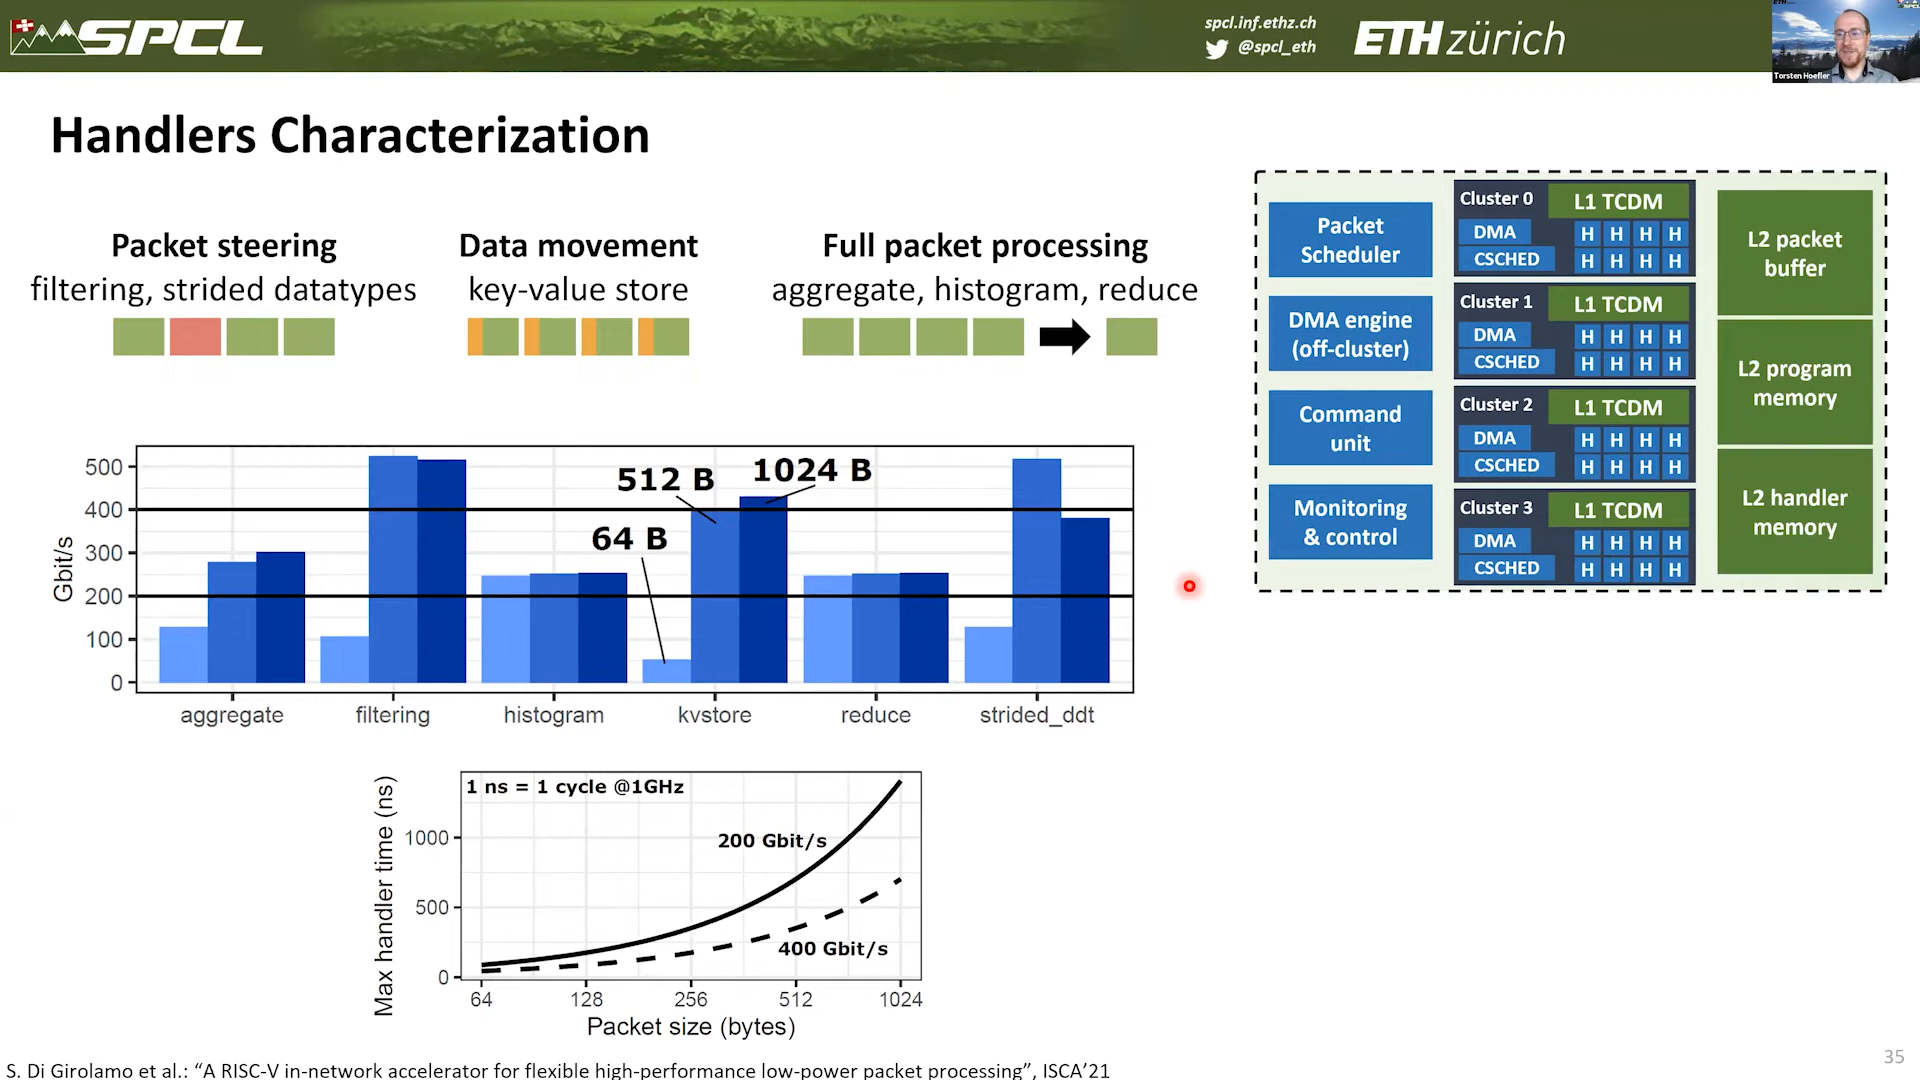 SPCL
spcl.inf.ethz.ch
@spcl_eth
ETH zürich
Torsten Hoefler
Handlers Characterization
Packet steering
filtering, strided datatypes
Data movement
key-value store
Full packet processing
aggregate, histogram, reduce
Packet
Scheduler
DMA engine
(off-cluster)
Command
unit
Monitoring
& control
Cluster 0
L1 TCDM
DMA
H H H H
CSCHED
H H H H
Cluster 1
L1 TCDM
DMA
H H H H
CSCHED
H H H H
Cluster 2
L1 TCDM
DMA
H H H H
CSCHED
H H H H
Cluster 3
L1 TCDM
DMA
H H H H
CSCHED
H H H H
L2 packet
buffer
L2 program
memory
L2 handler
memory
Gbit/s
500
400
300
200
100
0
64 B
512 B
1024 B
aggregate
filtering
histogram
kvstore
reduce
strided_ddt
Max handler time (ns)
1 ns = 1 cycle @1GHz
1000
500
0
200 Gbit/s
400 Gbit/s
64
128
256
512
1024
Packet size (bytes)
S. Di Girolamo et al.: “A RISC-V in-network accelerator for flexible high-performance low-power packet processing”, ISCA’21
35